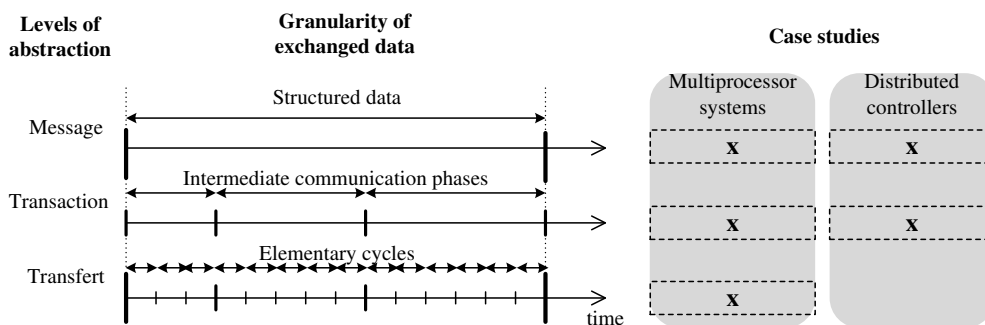 Levels of
abstraction
Granularity of
exchanged data
Case studies
Multiprocessor
systems
Distributed
controllers
Structured data
Message
x
x
Intermediate communication phases
Transaction
x
x
Elementary cycles
Transfert
x
time